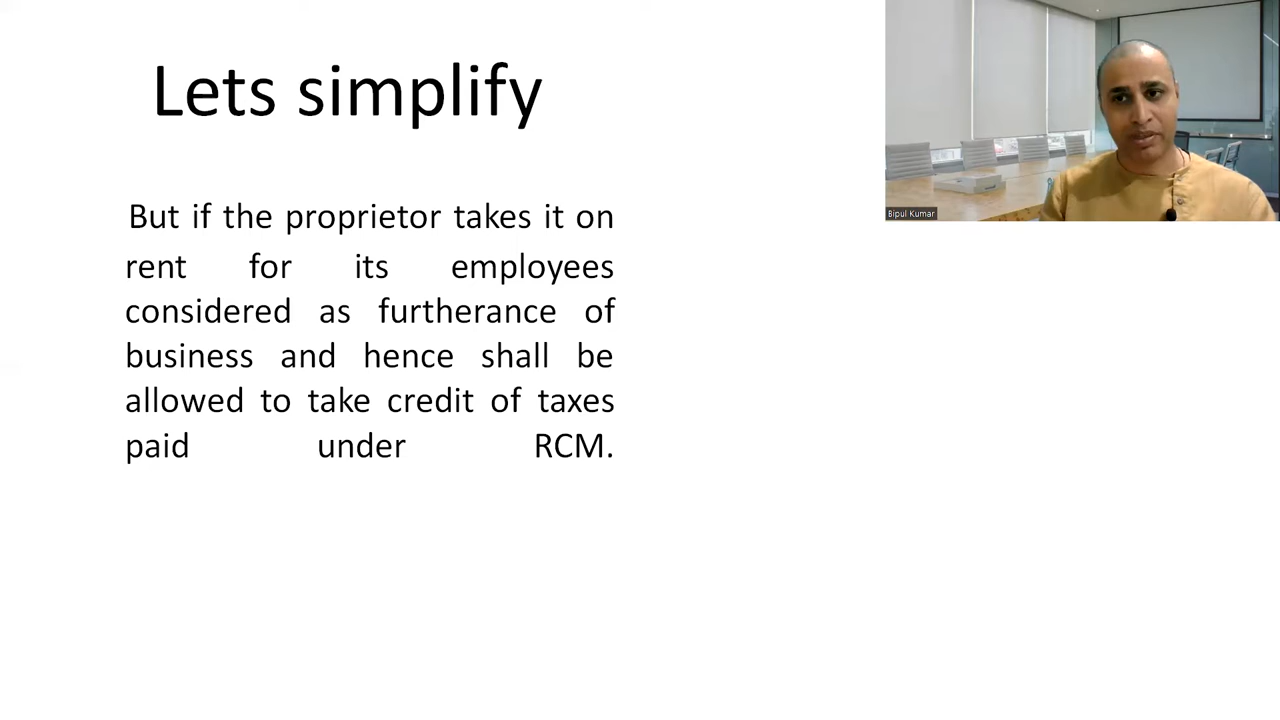 Lets simplify
But if the proprietor takes it on
rent for its employees
considered as furtherance of
business and hence shall be
allowed to take credit of taxes
paid under RCM.
Bipul Kumar